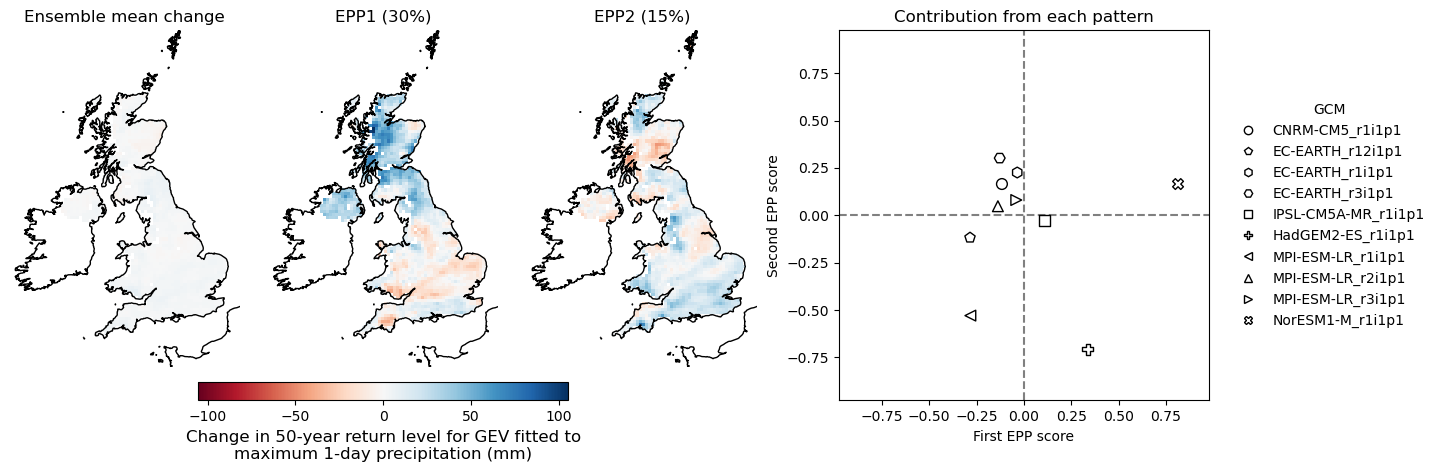 Ensemble mean change
EPP1 (30%)
EPP2 (15%)
−100 −50 0 50 100
Change in 50-year return level for GEV fitted to
maximum 1-day precipitation (mm)
Contribution from each pattern
Second EPP score
0.75
0.50
0.25
0.00
−0.25
−0.50
−0.75
−0.75 −0.50 −0.25 0.00 0.25 0.50 0.75
First EPP score
GCM
CNRM-CM5_r1i1p1
EC-EARTH_r12i1p1
EC-EARTH_r1i1p1
EC-EARTH_r3i1p1
IPSL-CM5A-MR_r1i1p1
HadGEM2-ES_r1i1p1
MPI-ESM-LR_r1i1p1
MPI-ESM-LR_r2i1p1
MPI-ESM-LR_r3i1p1
NorESM1-M_r1i1p1